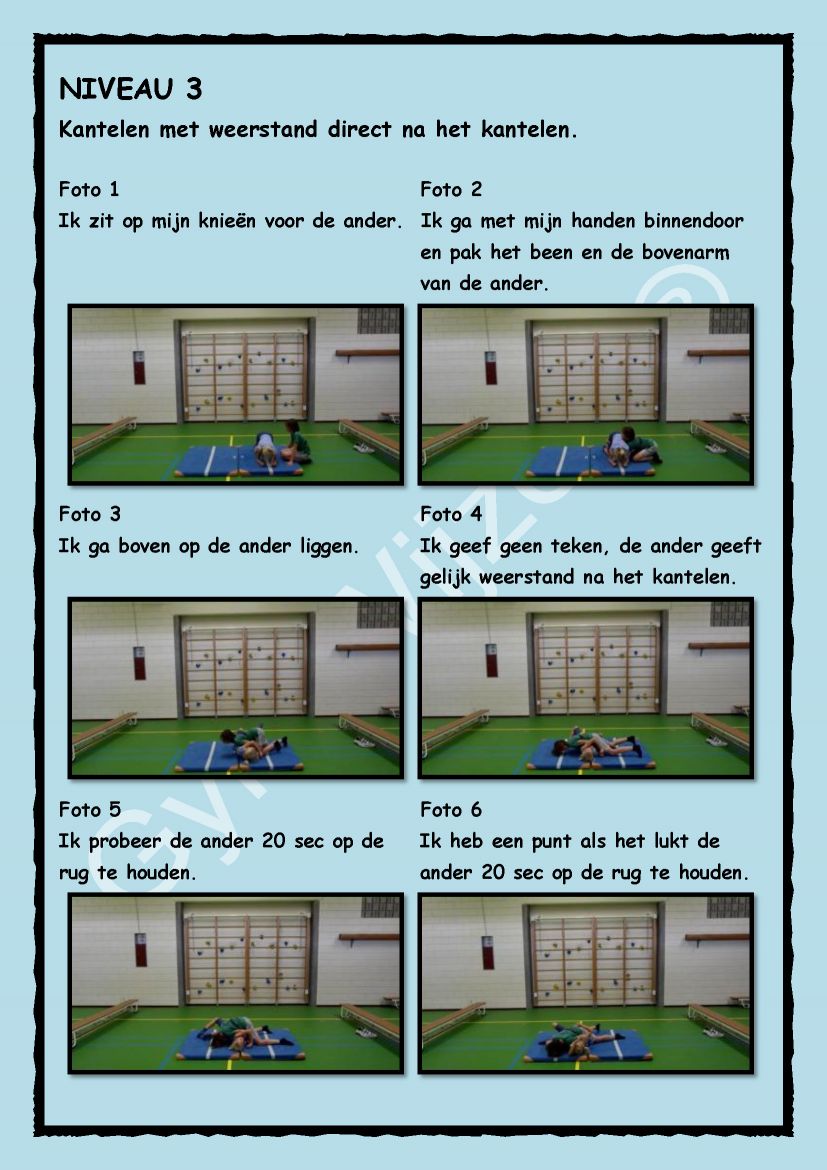 NIVEAU 3
Kantelen met weerstand direct na het kantelen.
Foto 1
Ik zit op mijn knieën voor de ander.
Foto 2
Ik ga met mijn handen binnendoor
en pak het been en de bovenarm
van de ander.
Foto 3
Ik ga boven op de ander liggen.
Foto 4
Ik geef geen teken, de ander geeft
gelijk weerstand na het kantelen.
Foto 5
Ik probeer de ander 20 sec op de
rug te houden.
Foto 6
Ik heb een punt als het lukt de
ander 20 sec op de rug te houden.